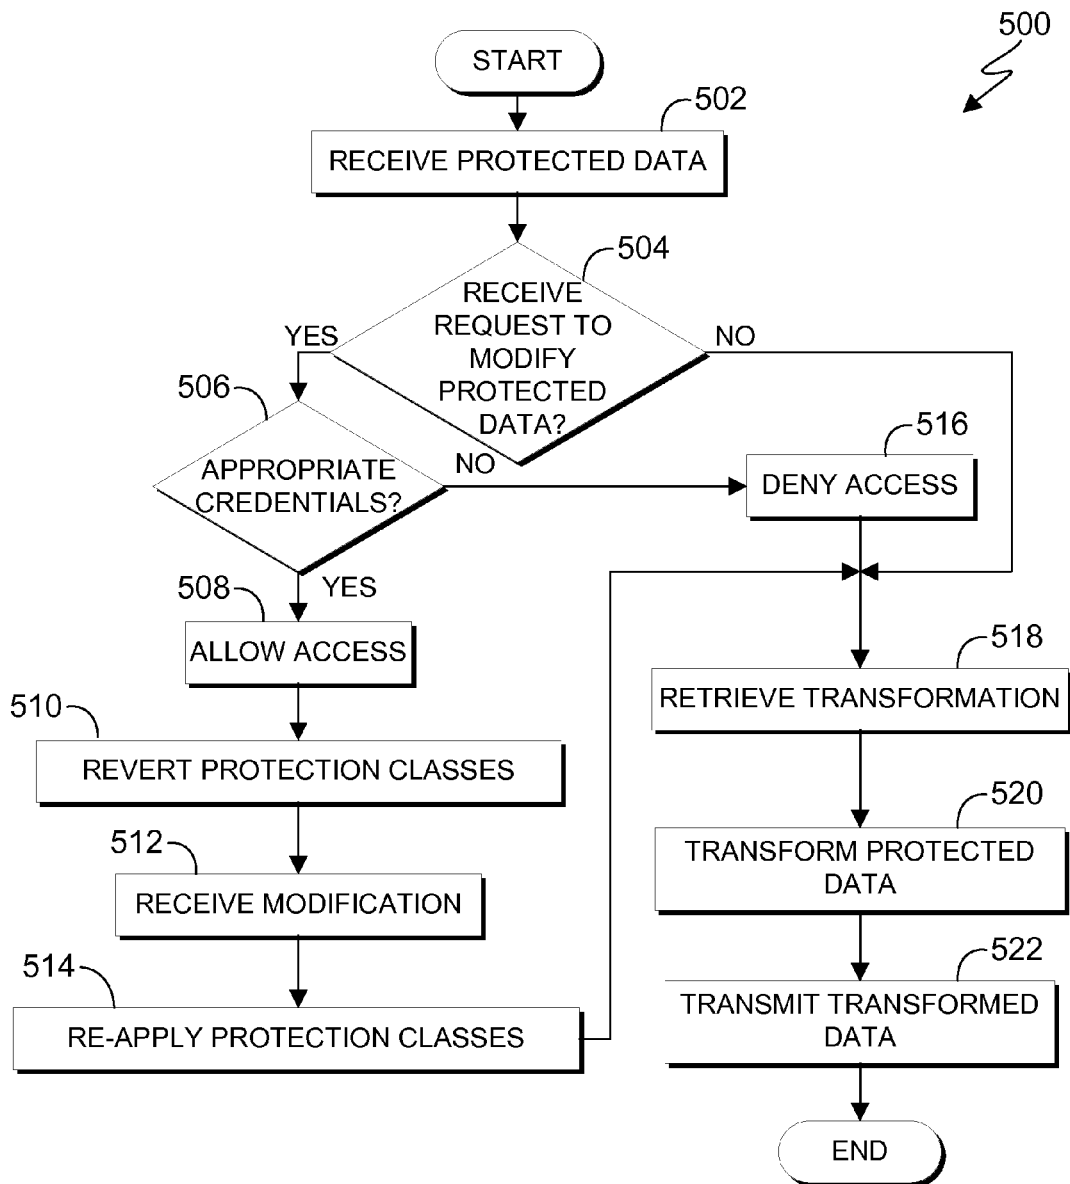 500
START
502
RECEIVE PROTECTED DATA
504
RECEIVE
REQUEST TO
MODIFY
PROTECTED
DATA?
YES
NO
506
APPROPRIATE
CREDENTIALS?
NO
516
DENY ACCESS
YES
508
ALLOW ACCESS
510
REVERT PROTECTION CLASSES
512
RECEIVE MODIFICATION
514
RE-APPLY PROTECTION CLASSES
518
RETRIEVE TRANSFORMATION
520
TRANSFORM PROTECTED
DATA
522
TRANSMIT TRANSFORMED
DATA
END